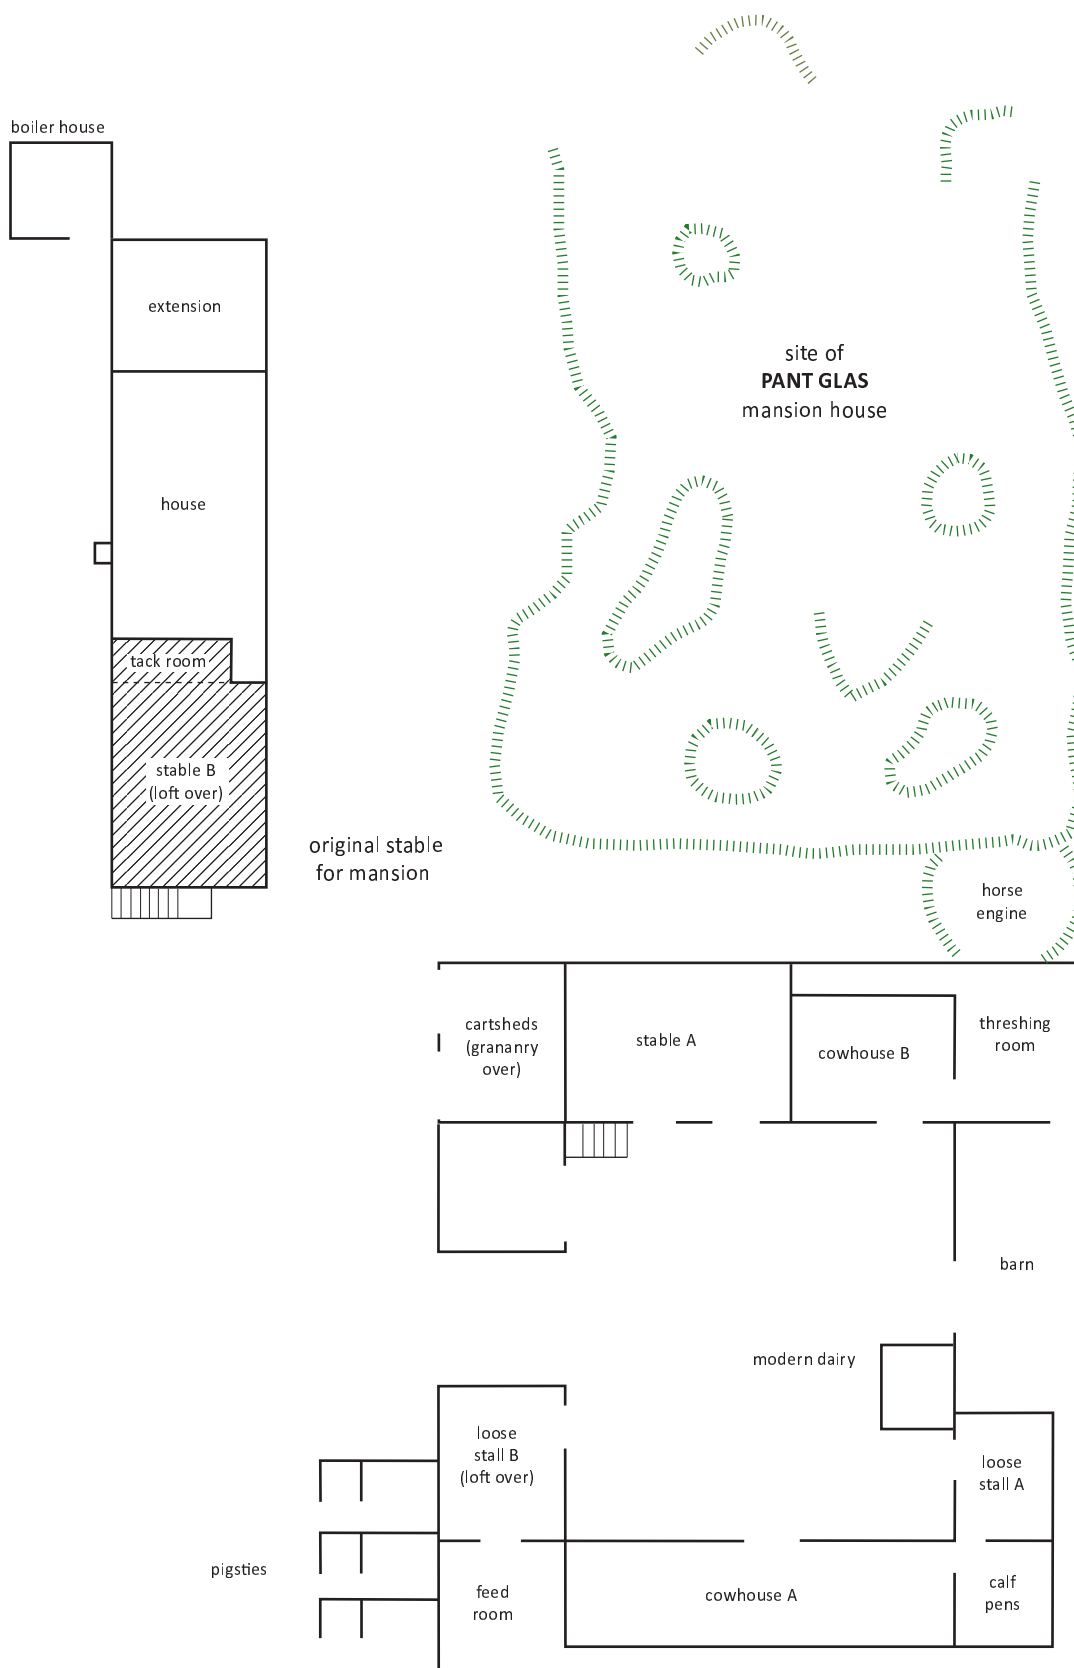 boiler house
extension
site of
PANT GLAS
mansion house
house
tack room
stable B
(loft over)
original stable
for mansion
horse
engine
cartsheds
(grananry
over)
stable A
cowhouse B
threshing
room
barn
modern dairy
loose
stall B
(loft over)
loose
stall A
pigsties
feed
room
cowhouse A
calf
pens